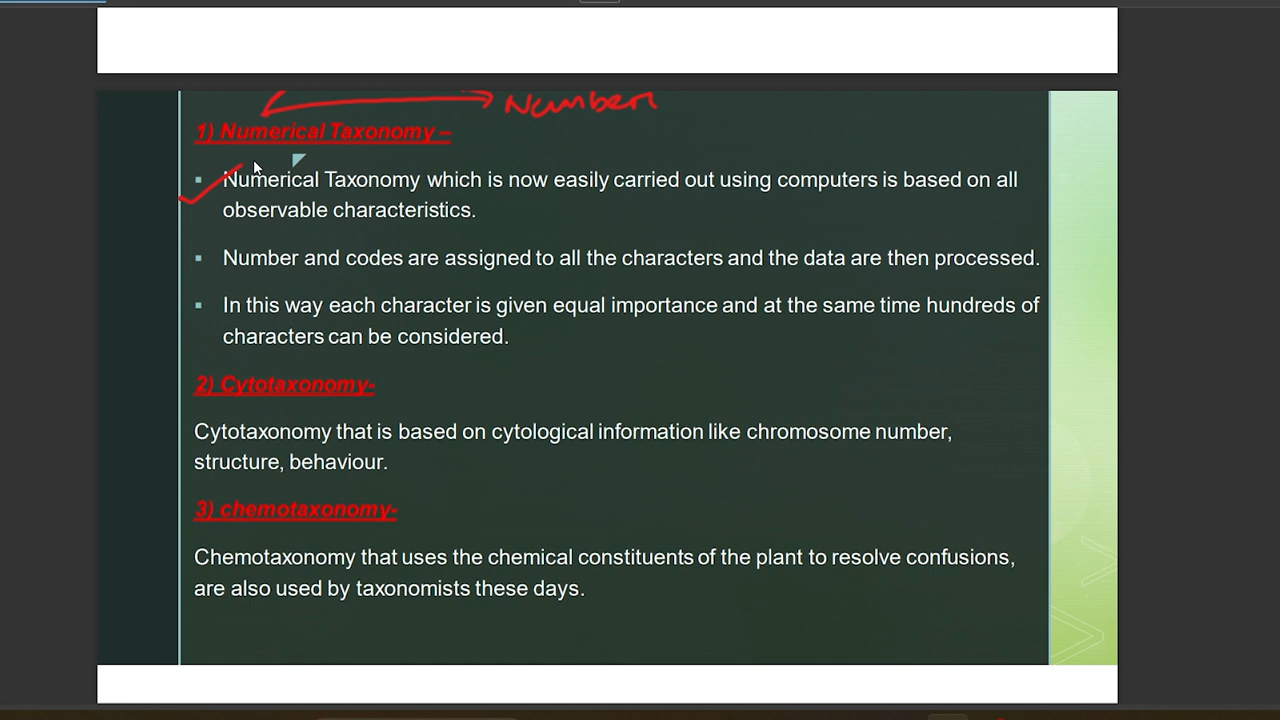 Number
1) Numerical Taxonomy –
▪ Numerical Taxonomy which is now easily carried out using computers is based on all
observable characteristics.
▪ Number and codes are assigned to all the characters and the data are then processed.
▪ In this way each character is given equal importance and at the same time hundreds of
characters can be considered.
2) Cytotaxonomy-
Cytotaxonomy that is based on cytological information like chromosome number,
structure, behaviour.
3) chemotaxonomy-
Chemotaxonomy that uses the chemical constituents of the plant to resolve confusions,
are also used by taxonomists these days.